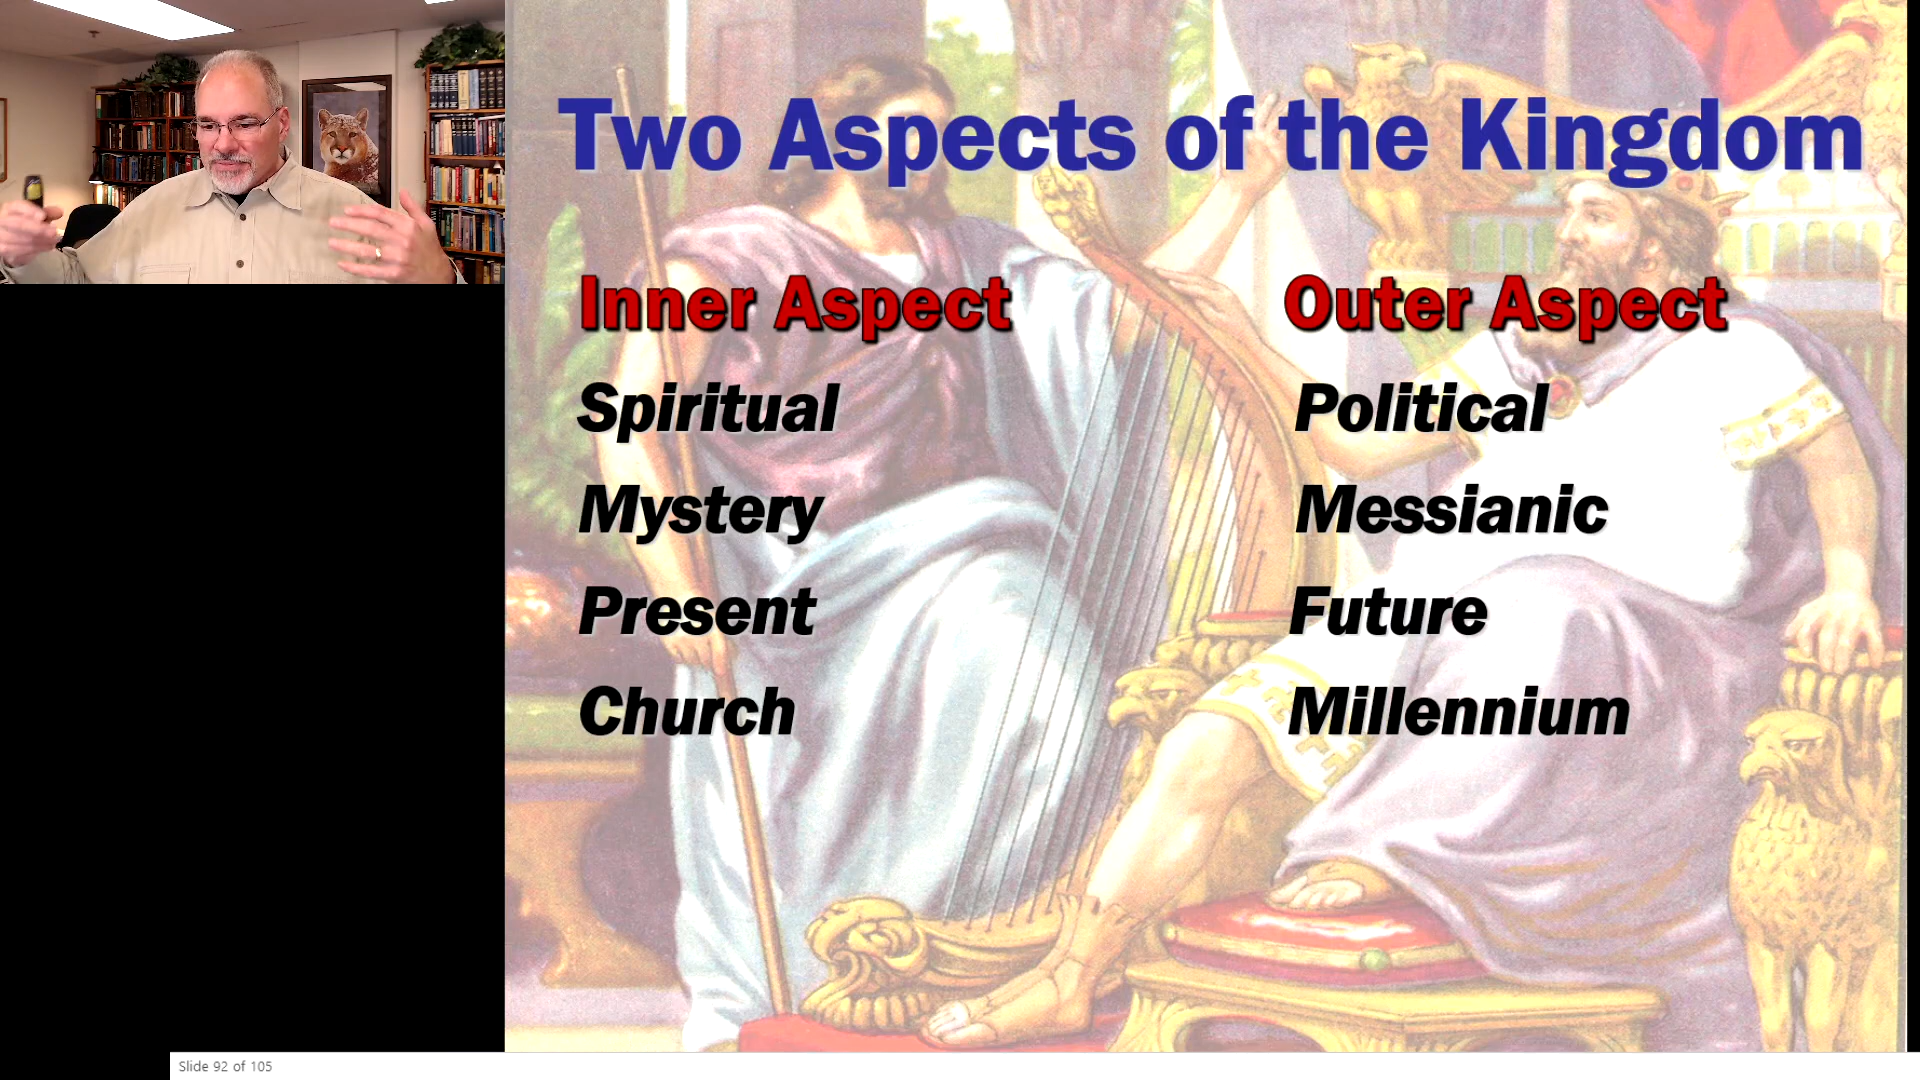 Two Aspects of the Kingdom
Inner Aspect
Outer Aspect
Spiritual
Political
Mystery
Messianic
Present
Future
Church
Millennium
Slide 92 of 105